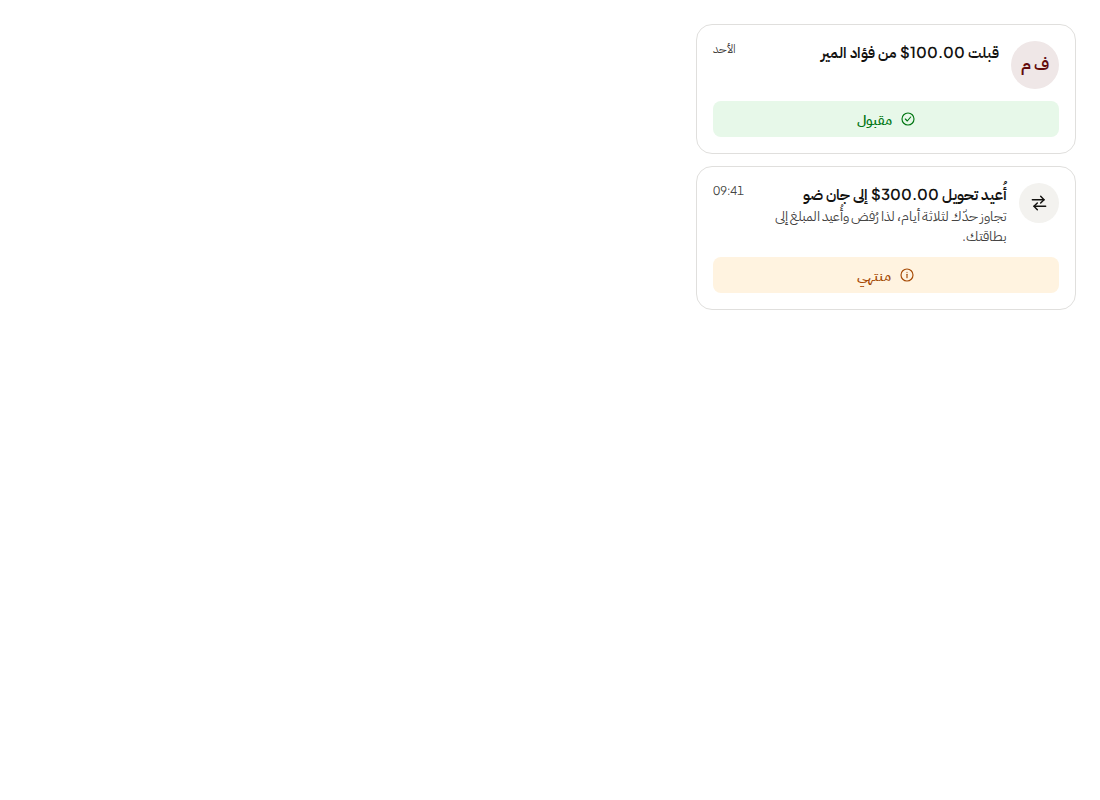 ف م
قبلت 100.00$ من فؤاد المير
الأحد
مقبول
أُعيد تحويل 300.00$ إلى جان ضو
09:41
تجاوز حدّك لثلاثة أيام، لذا رُفض وأُعيد المبلغ إلى
بطاقتك.
منتهي